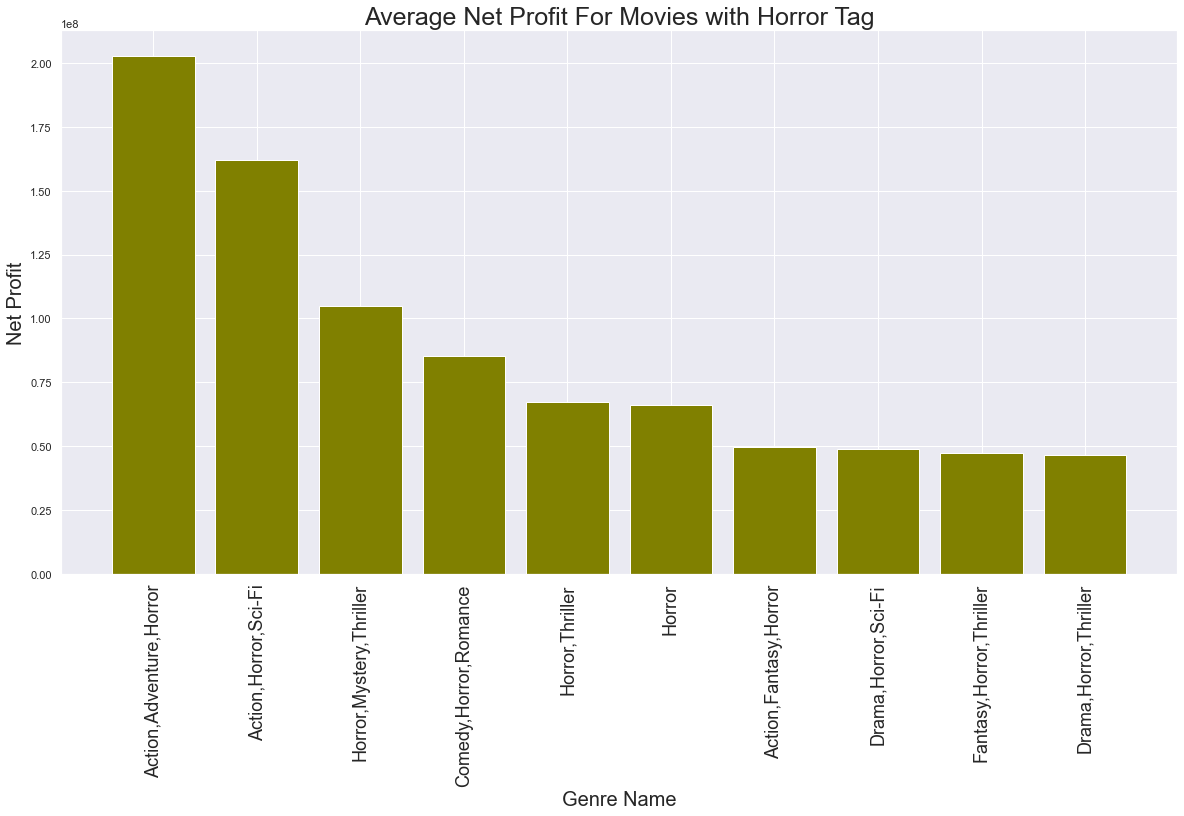 Average Net Profit For Movies with Horror Tag
1e8
2.00
1.75
1.50
1.25
1.00
0.75
0.50
0.25
0.00
Net Profit
Action,Adventure,Horror
Action,Horror,Sci-Fi
Horror,Mystery,Thriller
Comedy,Horror,Romance
Horror,Thriller
Horror
Action,Fantasy,Horror
Drama,Horror,Sci-Fi
Fantasy,Horror,Thriller
Drama,Horror,Thriller
Genre Name